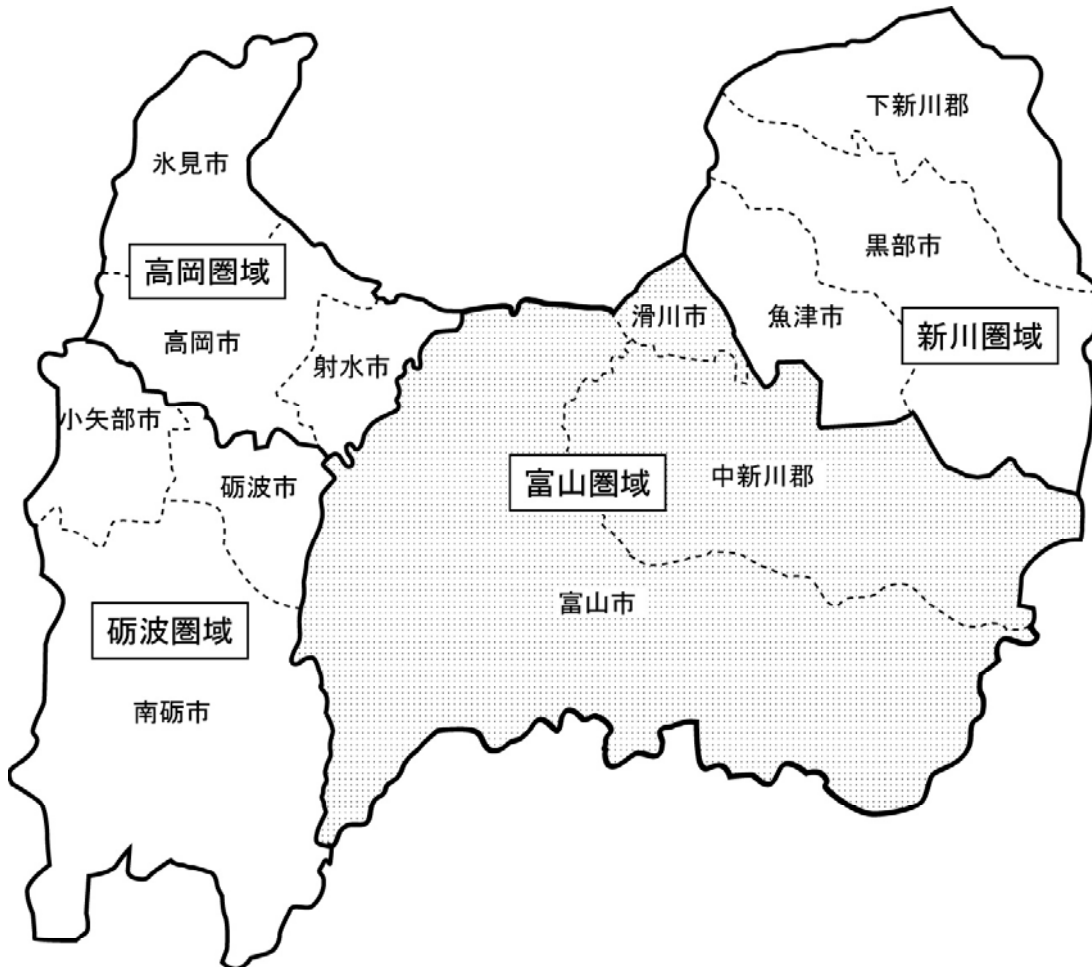 下新川郡
氷見市
黒部市
高岡圏域
滑川市
魚津市
高岡市
新川圏域
射水市
小矢部市
富山圏域
中新川郡
砺波市
富山市
砺波圏域
南砺市